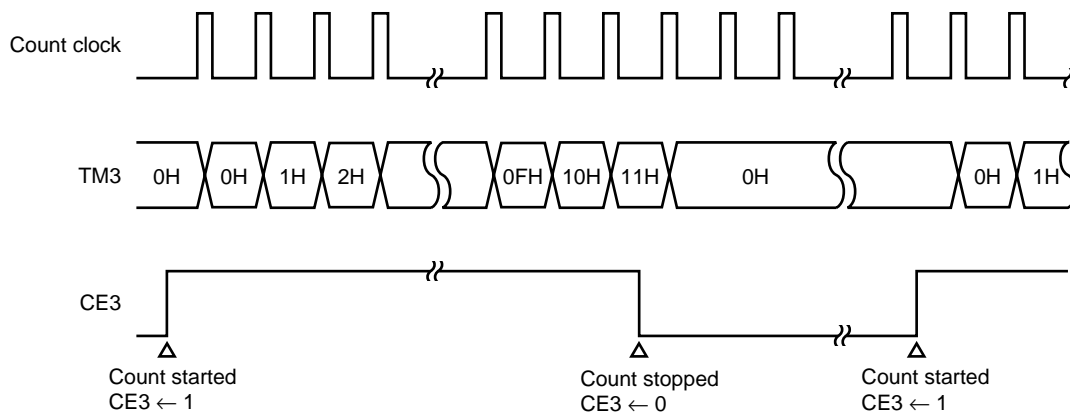 Count clock
TM3
0H
0H
1H
2H
0FH
10H
11H
0H
0H
1H
CE3
Count started
CE3 ← 1
Count stopped
CE3 ← 0
Count started
CE3 ← 1